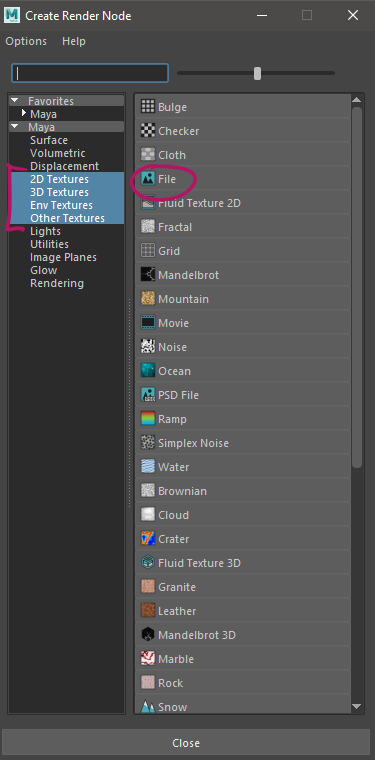 Create Render Node
Options Help
Favorites
Maya
Maya
Surface
Volumetric
Displacement
2D Textures
3D Textures
Env Textures
Other Textures
Lights
Utilities
Image Planes
Glow
Rendering
Bulge
Checker
Cloth
File
Fluid Texture 2D
Fractal
Grid
Mandelbrot
Mountain
Movie
Noise
Ocean
PSD File
Ramp
Simplex Noise
Water
Brownian
Cloud
Crater
Fluid Texture 3D
Granite
Leather
Mandelbrot 3D
Marble
Rock
Snow
Close